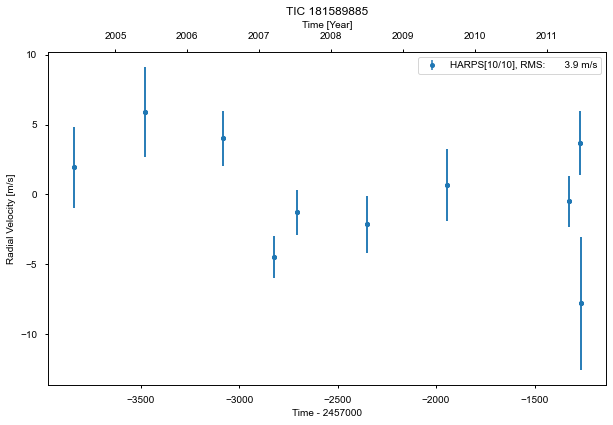 TIC 181589885
Time [Year]
2005 2006 2007 2008 2009 2010 2011
HARPS[10/10], RMS: 3.9 m/s
10
5
0
−5
−10
Radial Velocity [m/s]
−3500 −3000 −2500 −2000 −1500
Time - 2457000